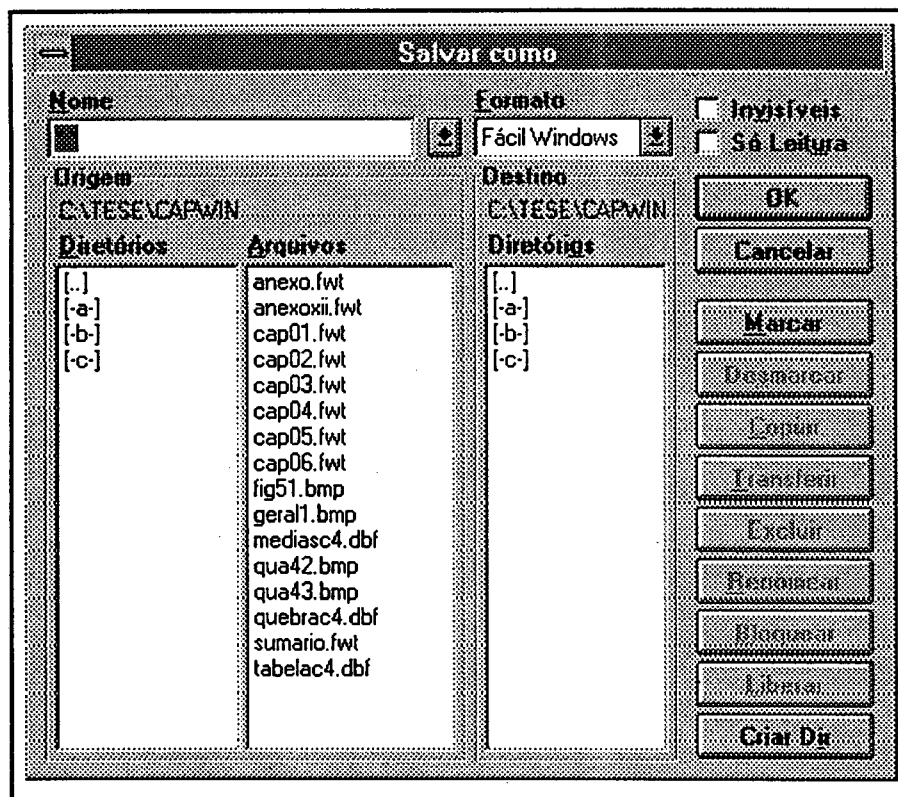 Salvar como
Nome
Formato
Fácil Windows
Invisíveis
Só Leitura
Origem
C:\TESE\CAPWIN
Diretórios
Arquivos
[..]
[-a-]
[-b-]
[-c-]
anexo.fwt
anexoxii.fwt
cap01.fwt
cap02.fwt
cap03.fwt
cap04.fwt
cap05.fwt
cap06.fwt
fig51.bmp
geral1.bmp
mediasc4.dbf
qua42.bmp
qua43.bmp
quebrac4.dbf
sumario.fwt
tabelac4.dbf
Destino
C:\TESE\CAPWIN
Diretórios
[..]
[-a-]
[-b-]
[-c-]
OK
Cancelar
Marcar
Desmarcar
Copiar
Transferir
Excluir
Renomear
Bloquear
Liberar
Criar Dir